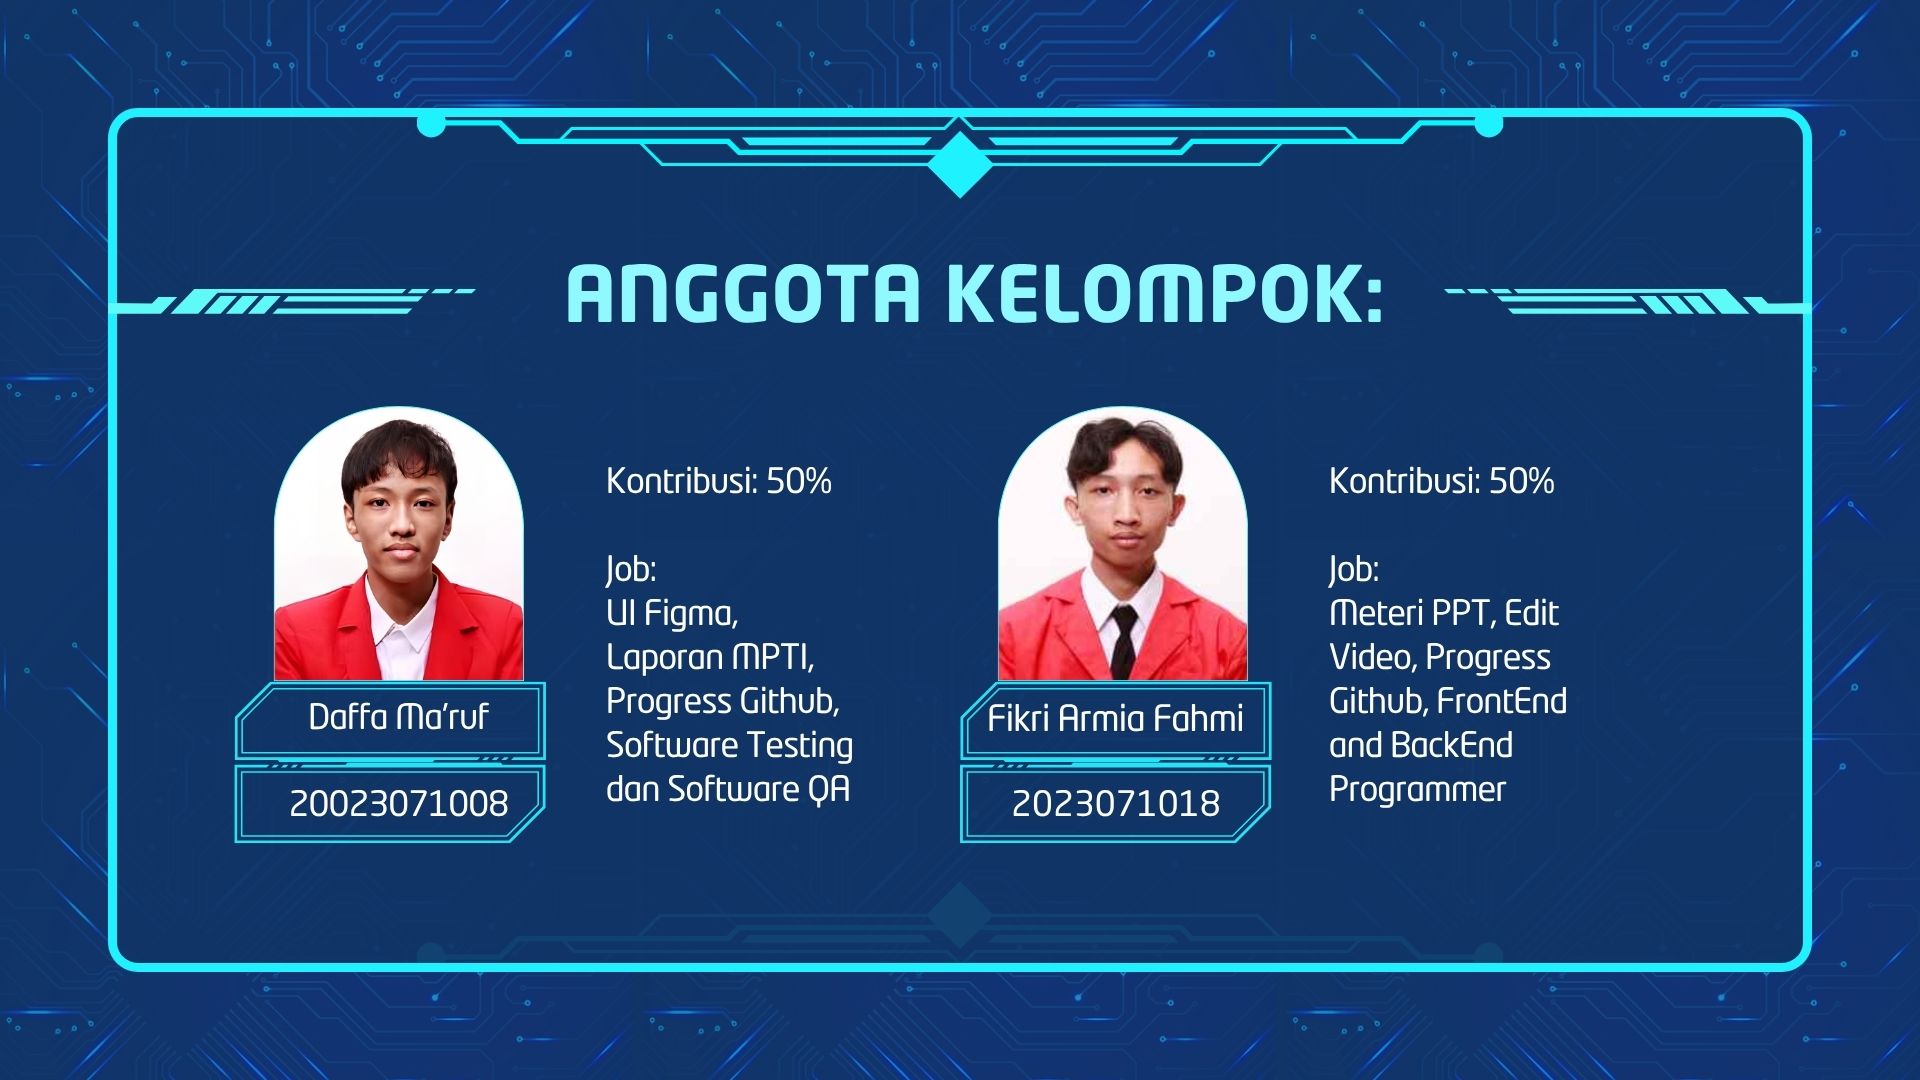 ANGGOTA KELOMPOK:
Kontribusi: 50%
Job:
UI Figma,
Laporan MPTI,
Progress Github,
Software Testing
dan Software QA
Daffa Ma'ruf
20023071008
Kontribusi: 50%
Job:
Meteri PPT, Edit
Video, Progress
Github, FrontEnd
and BackEnd
Programmer
Fikri Armia Fahmi
2023071018